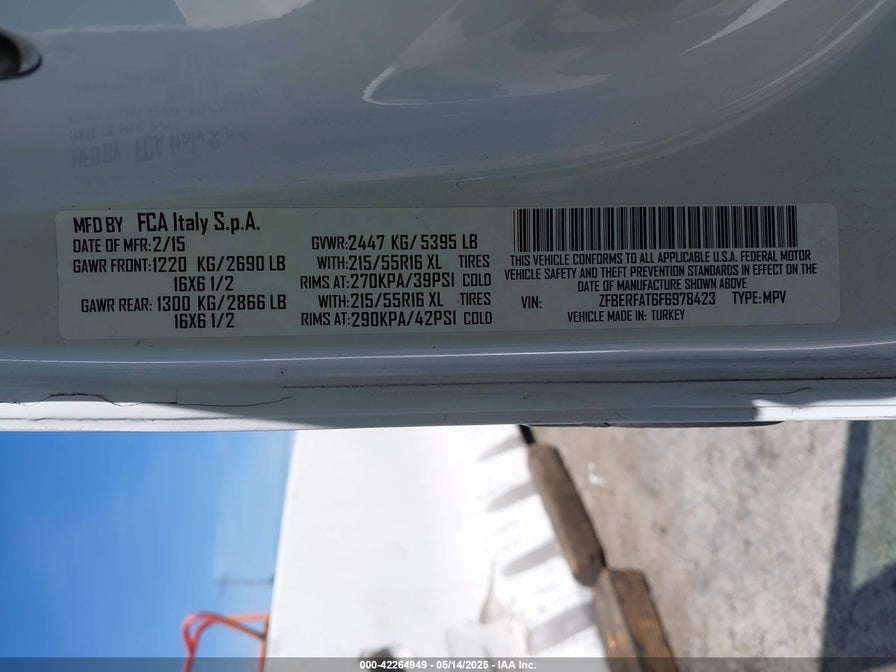 MFD BY FCA Italy S.p.A.
DATE OF MFR:2/15
GAWR FRONT:1220 KG/2690 LB
16X6 1/2
GAWR REAR: 1300 KG/2866 LB
16X6 1/2
GVWR:2447 KG/ 5395 LB
WITH:215/55R16 XL TIRES
RIMS AT:270KPA/39PSI COLD
WITH:215/55R16 XL TIRES
RIMS AT:290KPA/42PSI COLD
THIS VEHICLE CONFORMS TO ALL APPLICABLE U.S.A. FEDERAL MOTOR
VEHICLE SAFETY AND THEFT PREVENTION STANDARDS IN EFFECT ON THE
DATE OF MANUFACTURE SHOWN ABOVE
VIN: ZFBERFAT6F6978423 TYPE:MPV
VEHICLE MADE IN: TURKEY
000-42264949 - 05/14/2025 - IAA Inc.